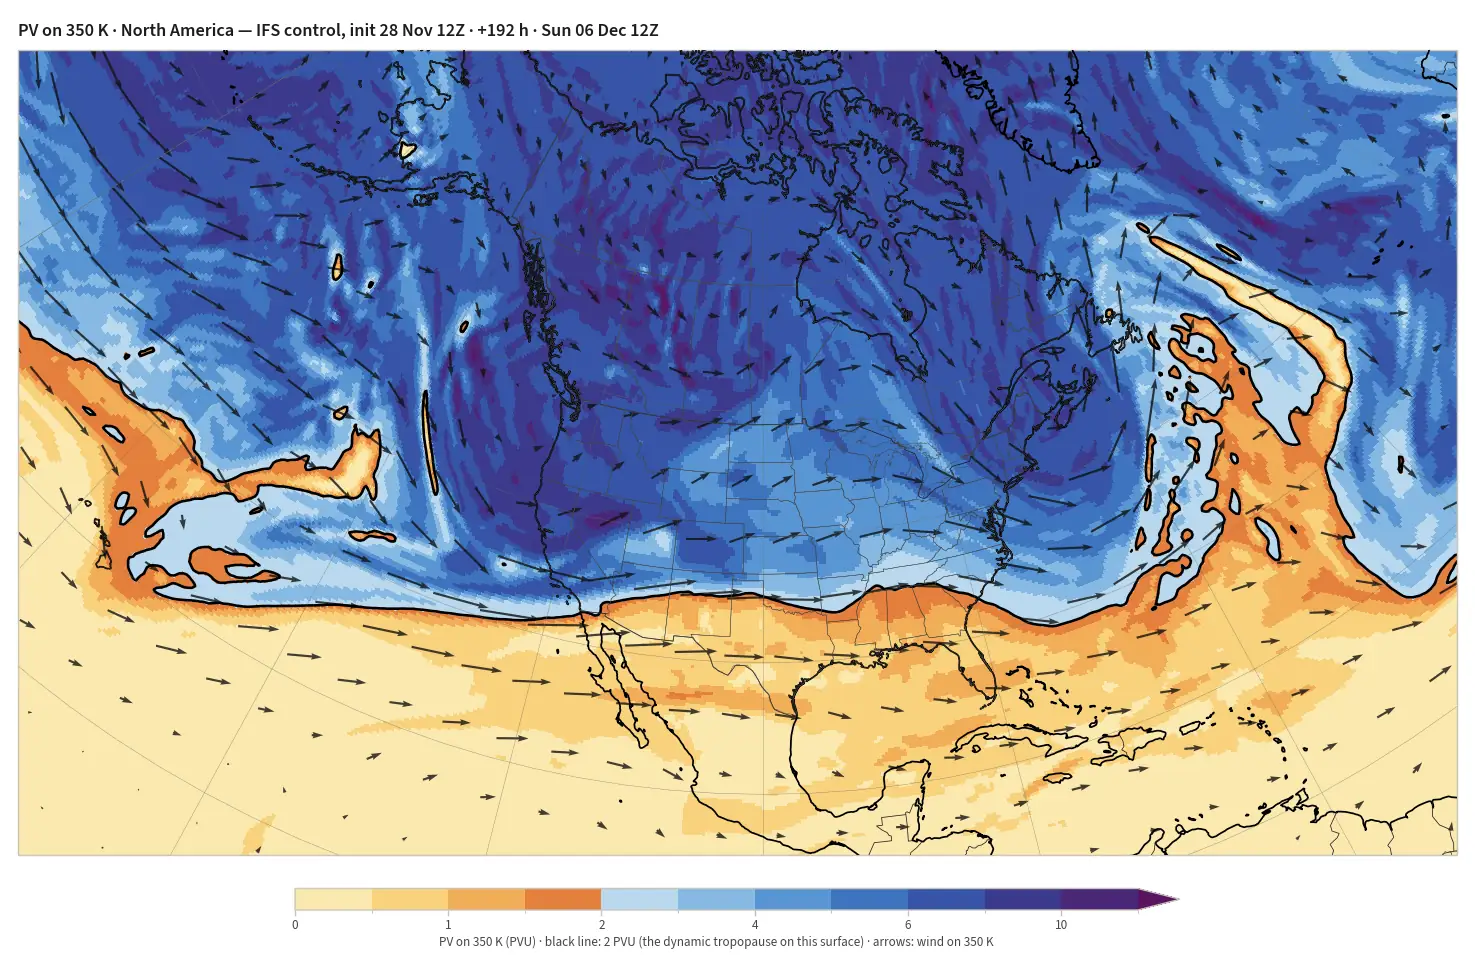 PV on 350 K · North America — IFS control, init 28 Nov 12Z · +192 h · Sun 06 Dec 12Z
0 1 2 4 6 10
PV on 350 K (PVU) · black line: 2 PVU (the dynamic tropopause on this surface) · arrows: wind on 350 K